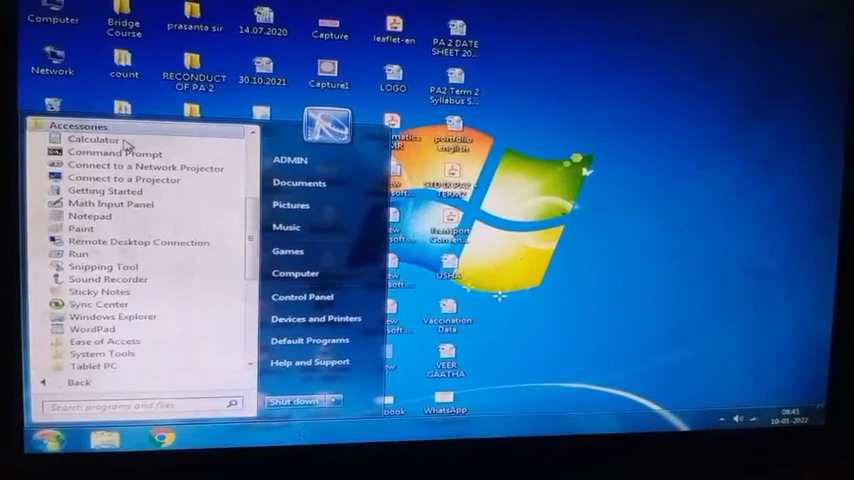 Computer
Bridge Course
prasanta sir
14.07.2020
Capture
leaflet-en
PA 2 DATE SHEET 20...
Network
count
RECONDUCT OF PA 2
30.10.2021
Capture1
LOGO
PA2 Term 2 Syllabus S...
Accessories
Calculator
Command Prompt
Connect to a Network Projector
Connect to a Projector
Getting Started
Math Input Panel
Notepad
Paint
Remote Desktop Connection
Run
Snipping Tool
Sound Recorder
Sticky Notes
Sync Center
Windows Explorer
WordPad
Ease of Access
System Tools
Tablet PC
Back
Search programs and files
ADMIN
Documents
Pictures
Music
Games
Computer
Control Panel
Devices and Printers
Default Programs
Help and Support
Shut down
portfolio english
Transport
USHA
Vaccination Data
VEER GAATHA
WhatsApp
08:45
10-01-2022